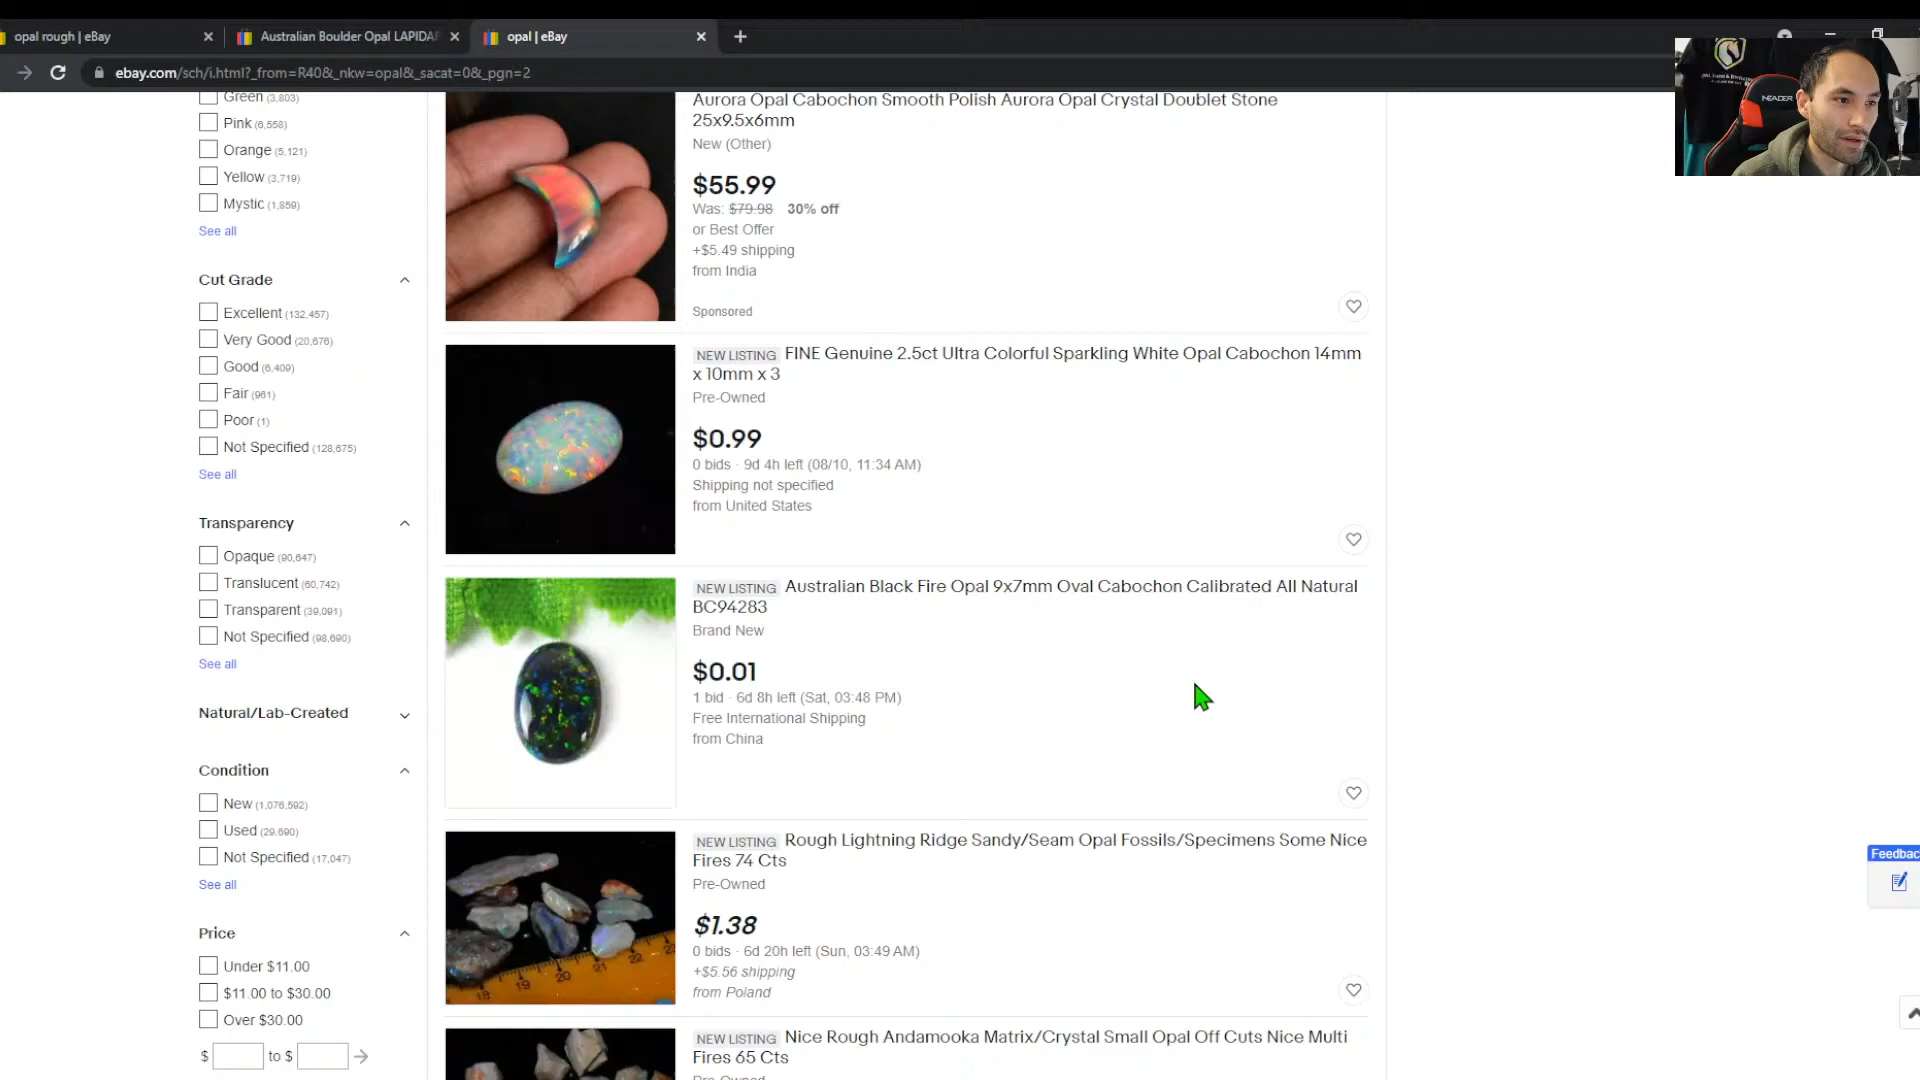 opal rough | eBay
Australian Boulder Opal LAPIDAR
opal | eBay
ebay.com/sch/i.html?_from=R40&_nkw=opal&_sacat=0&_pgn=2
Green (3,803)
Pink (6,558)
Orange (5,121)
Yellow (3,719)
Mystic (1,859)
See all
Cut Grade
Excellent (132,457)
Very Good (20,676)
Good (6,409)
Fair (961)
Poor (1)
Not Specified (128,675)
See all
Transparency
Opaque (90,647)
Translucent (60,742)
Transparent (39,091)
Not Specified (98,690)
See all
Natural/Lab-Created
Condition
New (1,076,592)
Used (29,690)
Not Specified (17,047)
See all
Price
Under $11.00
$11.00 to $30.00
Over $30.00
$ to $
Aurora Opal Cabochon Smooth Polish Aurora Opal Crystal Doublet Stone
25x9.5x6mm
New (Other)
$55.99
Was: $79.98 30% off
or Best Offer
+$5.49 shipping
from India
Sponsored
NEW LISTING FINE Genuine 2.5ct Ultra Colorful Sparkling White Opal Cabochon 14mm
x 10mm x 3
Pre-Owned
$0.99
0 bids · 9d 4h left (08/10, 11:34 AM)
Shipping not specified
from United States
NEW LISTING Australian Black Fire Opal 9x7mm Oval Cabochon Calibrated All Natural
BC94283
Brand New
$0.01
1 bid · 6d 8h left (Sat, 03:48 PM)
Free International Shipping
from China
NEW LISTING Rough Lightning Ridge Sandy/Seam Opal Fossils/Specimens Some Nice
Fires 74 Cts
Pre-Owned
$1.38
0 bids · 6d 20h left (Sun, 03:49 AM)
+$5.56 shipping
from Poland
18 19 20 21 22
NEW LISTING Nice Rough Andamooka Matrix/Crystal Small Opal Off Cuts Nice Multi
Fires 65 Cts
Pre-Owned
NEADER
Feedbac